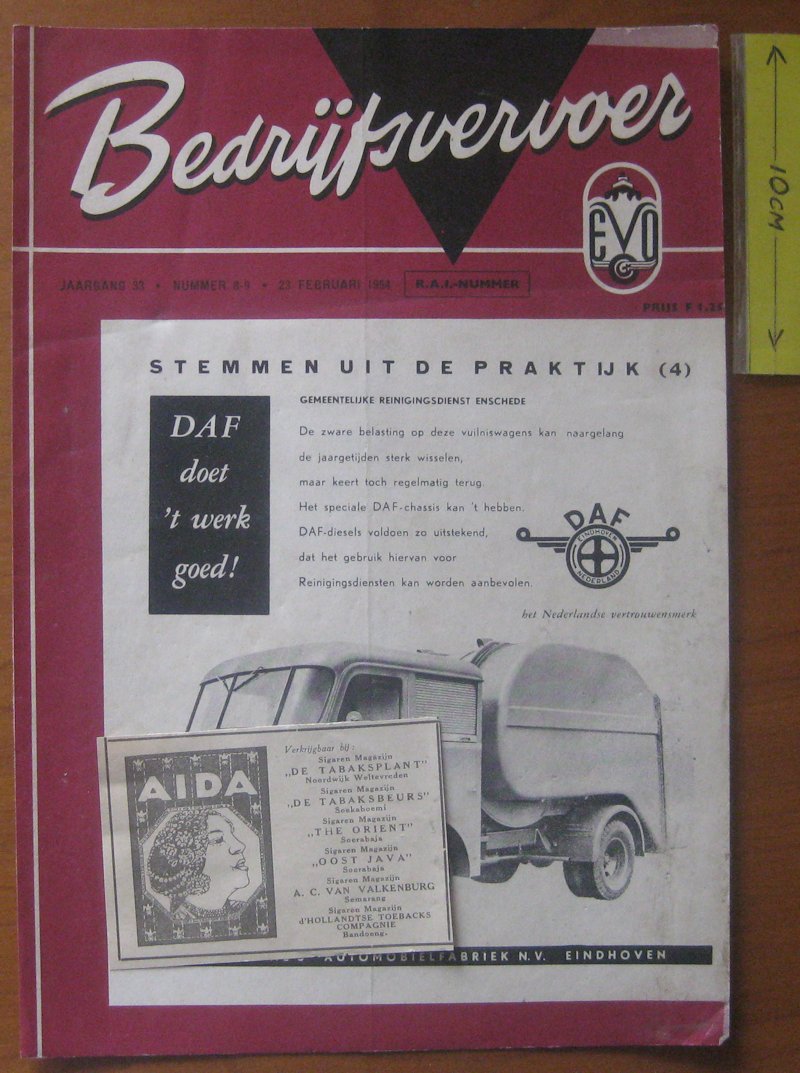 Bedrijfsvervoer
EVO
JAARGANG 33 • NUMMER 8-9 • 23 FEBRUARI 1954 R.A.I.-NUMMER
PRIJS F 1.25
10CM
STEMMEN UIT DE PRAKTIJK (4)
DAF
doet
't werk
goed!
GEMEENTELIJKE REINIGINGSDIENST ENSCHEDE
De zware belasting op deze vuilniswagens kan naargelang
de jaargetijden sterk wisselen,
maar keert toch regelmatig terug.
Het speciale DAF-chassis kan 't hebben.
DAF-diesels voldoen zo uitstekend,
dat het gebruik hiervan voor
Reinigingsdiensten kan worden aanbevolen.
DAF
EINDHOVEN
NEDERLAND
het Nederlandse vertrouwensmerk
AIDA
Verkrijgbaar bij:
Sigaren Magazijn
„DE TABAKSPLANT"
Noordwijk Weltevreden
Sigaren Magazijn
„DE TABAKSBEURS"
Soekaboemi
Sigaren Magazijn
„THE ORIENT"
Soerabaja
Sigaren Magazijn
„OOST JAVA"
Soerabaja
Sigaren Magazijn
A. C. VAN VALKENBURG
Semarang
Sigaren Magazijn
d'HOLLANDTSE TOEBACKS
COMPAGNIE
Bandoeng.
AUTOMOBIELFABRIEK N.V. EINDHOVEN